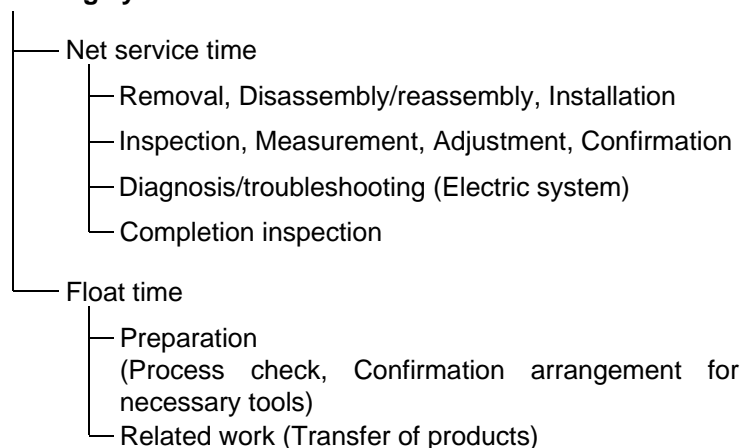 Net service time
Removal, Disassembly/reassembly, Installation
Inspection, Measurement, Adjustment, Confirmation
Diagnosis/troubleshooting (Electric system)
Completion inspection
Float time
Preparation
(Process check, Confirmation arrangement for
necessary tools)
Related work (Transfer of products)